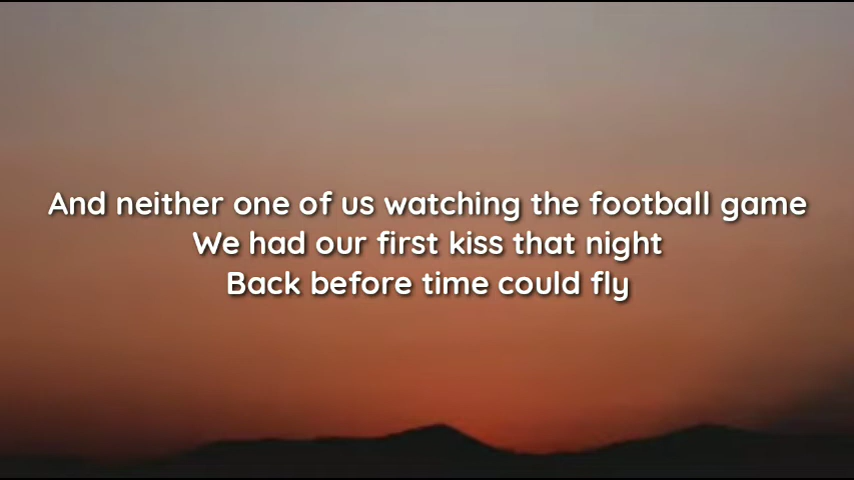 And neither one of us watching the football game
We had our first kiss that night
Back before time could fly